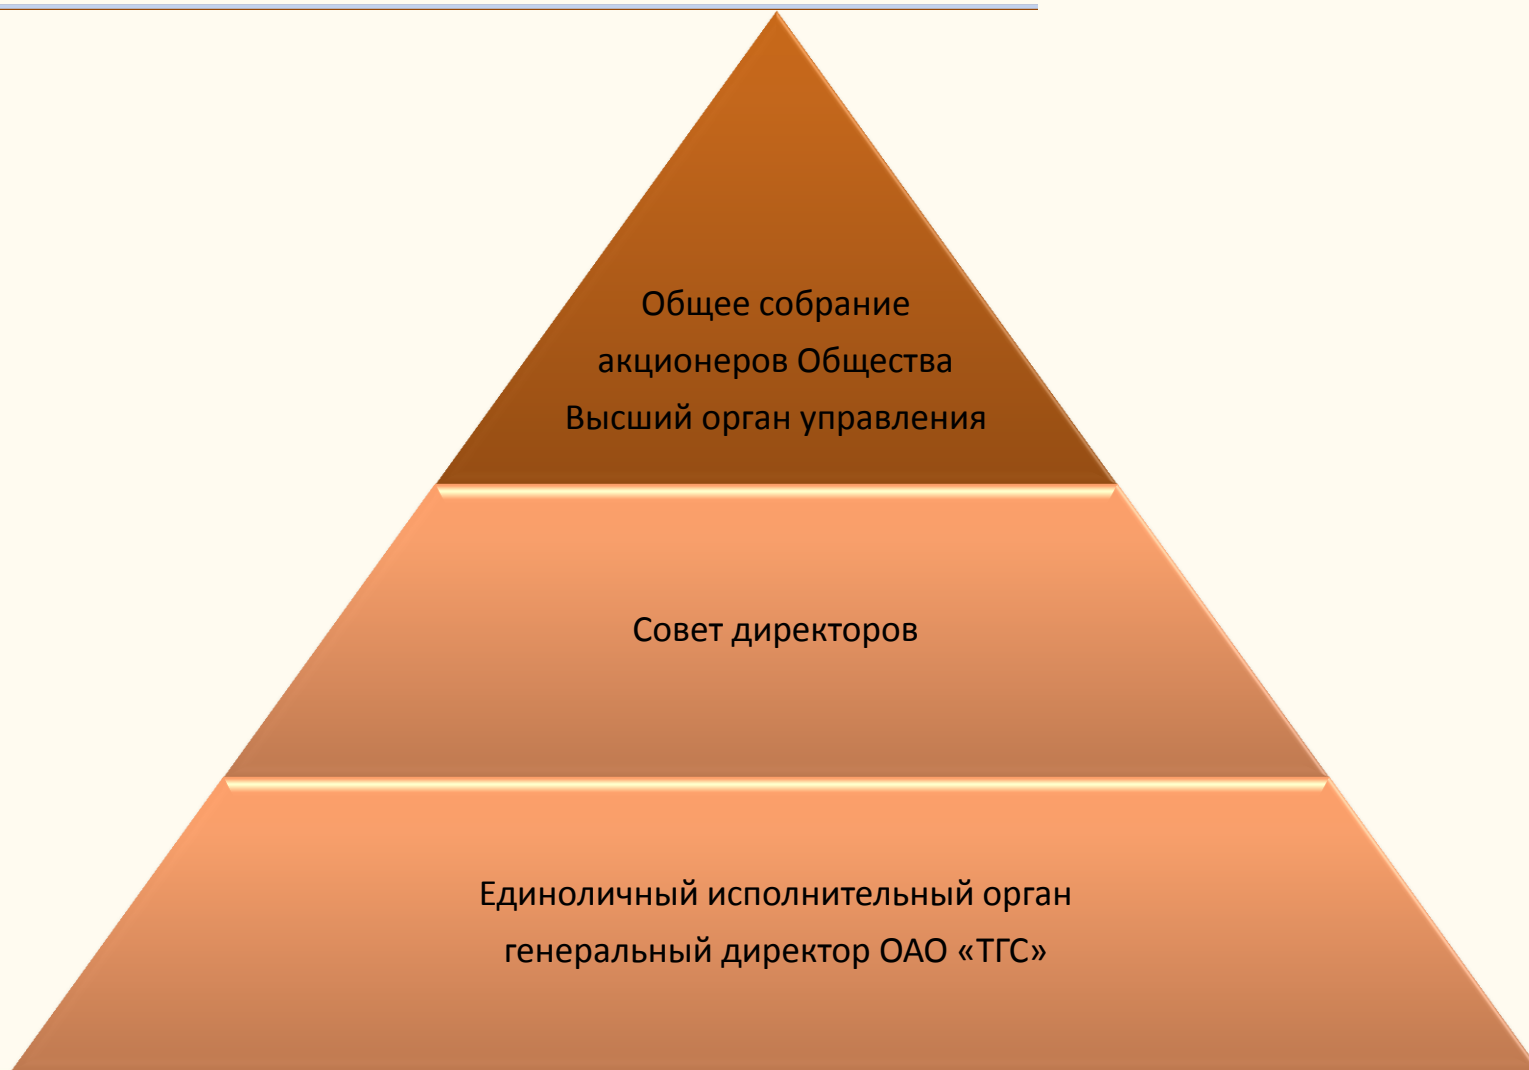 Общее собрание
акционеров Общества
Высший орган управления
Совет директоров
Единоличный исполнительный орган
генеральный директор ОАО «ТГС»